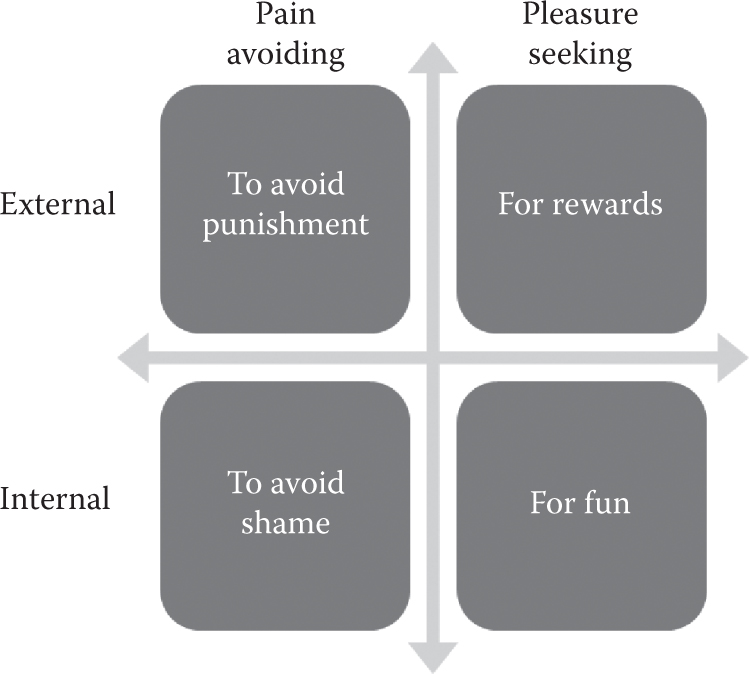 Pain
avoiding
Pleasure
seeking
External
To avoid
punishment
For rewards
Internal
To avoid
shame
For fun